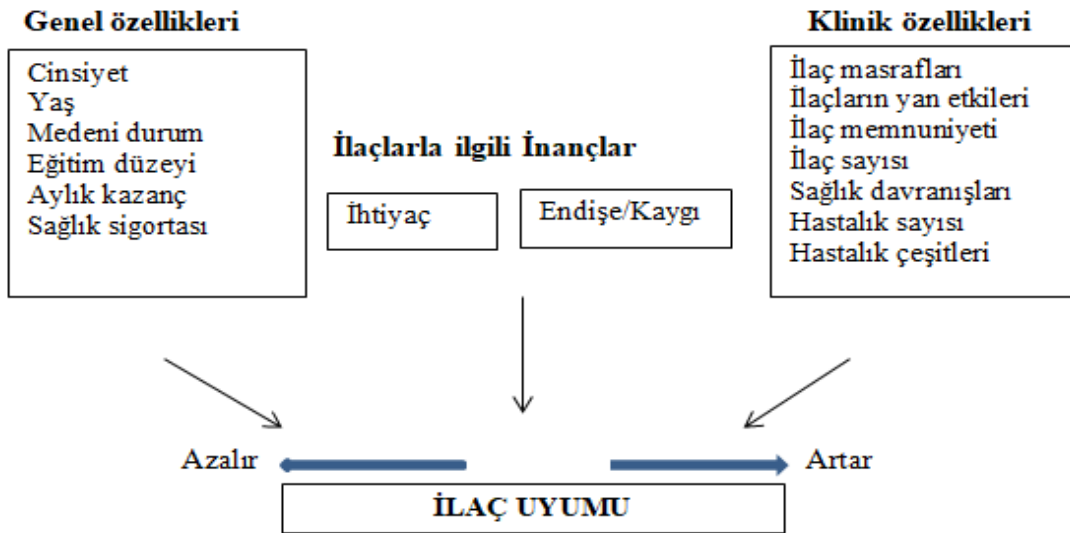 Genel özellikleri
Cinsiyet
Yaş
Medeni durum
Eğitim düzeyi
Aylık kazanç
Sağlık sigortası
İlaçlarla ilgili İnançlar
İhtiyaç
Endişe/Kaygı
Klinik özellikleri
İlaç masrafları
İlaçların yan etkileri
İlaç memnuniyeti
İlaç sayısı
Sağlık davranışları
Hastalık sayısı
Hastalık çeşitleri
Azalır
Artar
İLAÇ UYUMU